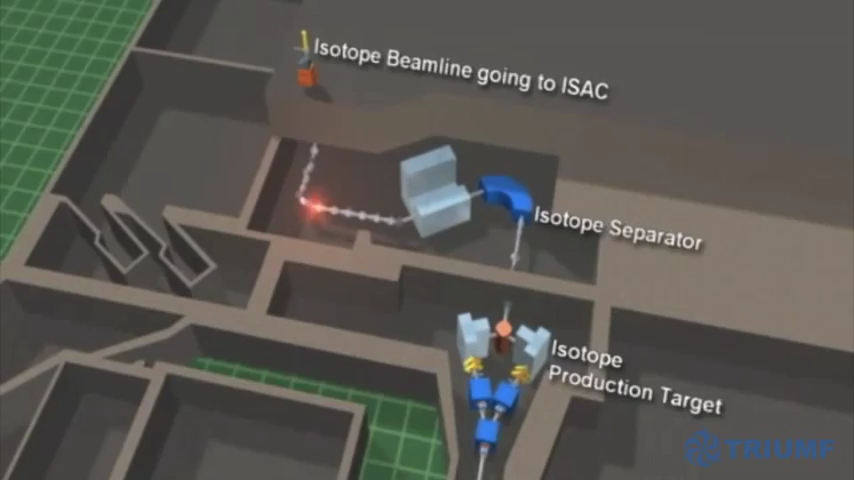 Isotope Beamline going to ISAC
Isotope Separator
Isotope
Production Target
TRIUMF